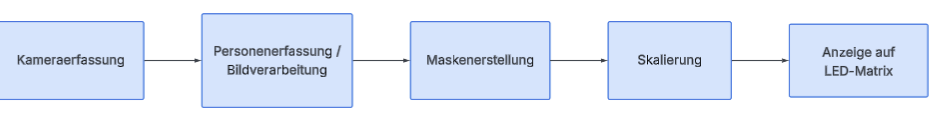 Kameraerfassung
Personenerfassung /
Bildverarbeitung
Maskenerstellung
Skalierung
Anzeige auf
LED-Matrix